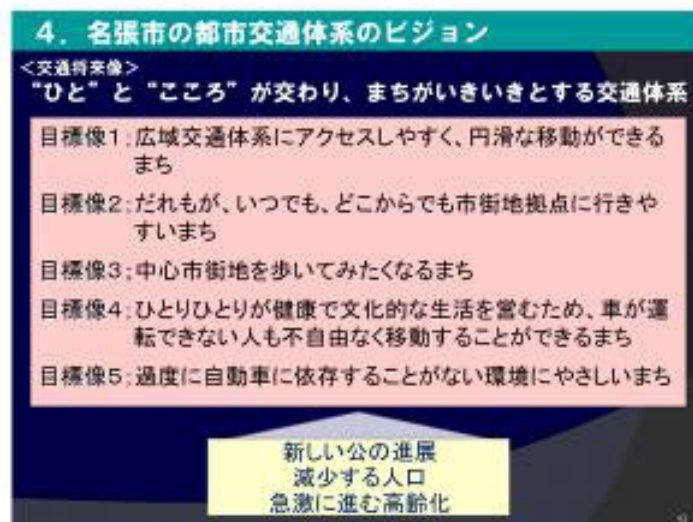 4．名張市の都市交通体系のビジョン
＜交通将来像＞
“ひと”と“こころ”が交わり、まちがいきいきとする交通体系
目標像1：広域交通体系にアクセスしやすく、円滑な移動ができる
まち
目標像2：だれもが、いつでも、どこからでも市街地拠点に行きや
すいまち
目標像3：中心市街地を歩いてみたくなるまち
目標像4：ひとりひとりが健康で文化的な生活を営むため、車が運
転できない人も不自由なく移動することができるまち
目標像5：過度に自動車に依存することがない環境にやさしいまち
新しい公の進展
減少する人口
急激に進む高齢化